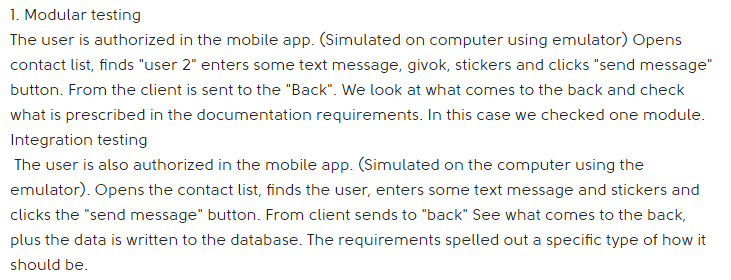 1. Modular testing
The user is authorized in the mobile app. (Simulated on computer using emulator) Opens
contact list, finds "user 2" enters some text message, givok, stickers and clicks "send message"
button. From the client is sent to the "Back". We look at what comes to the back and check
what is prescribed in the documentation requirements. In this case we checked one module.
Integration testing
The user is also authorized in the mobile app. (Simulated on the computer using the
emulator). Opens the contact list, finds the user, enters some text message and stickers and
clicks the "send message" button. From client sends to "back" See what comes to the back,
plus the data is written to the database. The requirements spelled out a specific type of how it
should be.